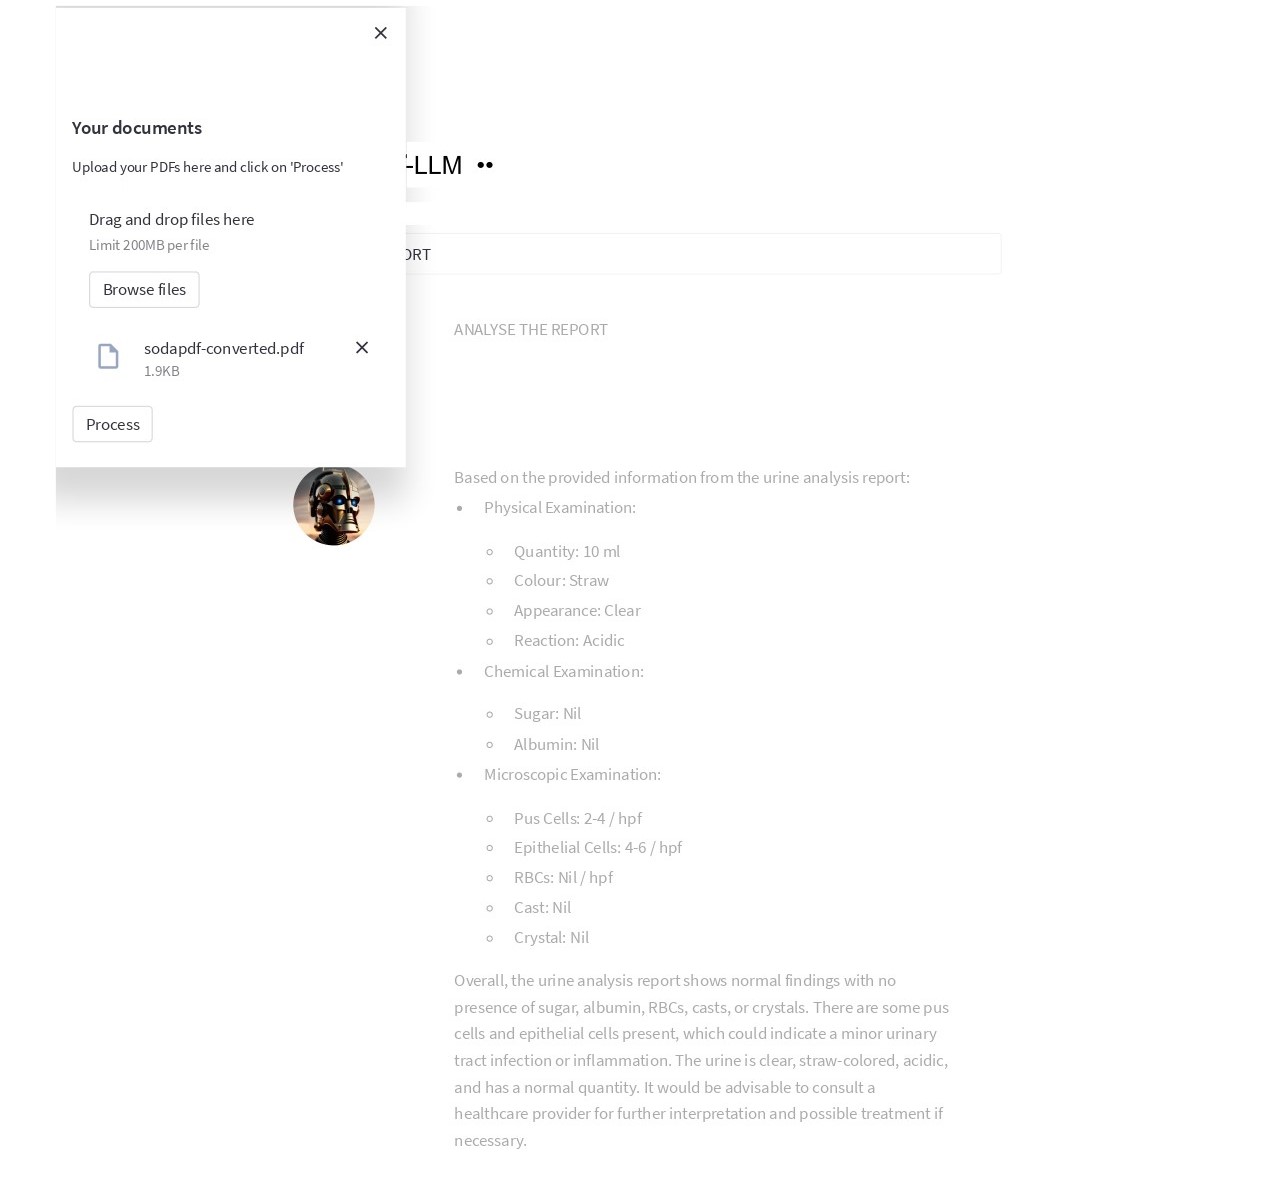 Your documents
Upload your PDFs here and click on 'Process'
Drag and drop files here
Limit 200MB per file
Browse files
sodapdf-converted.pdf
1.9KB
Process
-LLM ••
ORT
ANALYSE THE REPORT
Based on the provided information from the urine analysis report:
• Physical Examination:
◦ Quantity: 10 ml
◦ Colour: Straw
◦ Appearance: Clear
◦ Reaction: Acidic
• Chemical Examination:
◦ Sugar: Nil
◦ Albumin: Nil
• Microscopic Examination:
◦ Pus Cells: 2-4 / hpf
◦ Epithelial Cells: 4-6 / hpf
◦ RBCs: Nil / hpf
◦ Cast: Nil
◦ Crystal: Nil
Overall, the urine analysis report shows normal findings with no
presence of sugar, albumin, RBCs, casts, or crystals. There are some pus
cells and epithelial cells present, which could indicate a minor urinary
tract infection or inflammation. The urine is clear, straw-colored, acidic,
and has a normal quantity. It would be advisable to consult a
healthcare provider for further interpretation and possible treatment if
necessary.